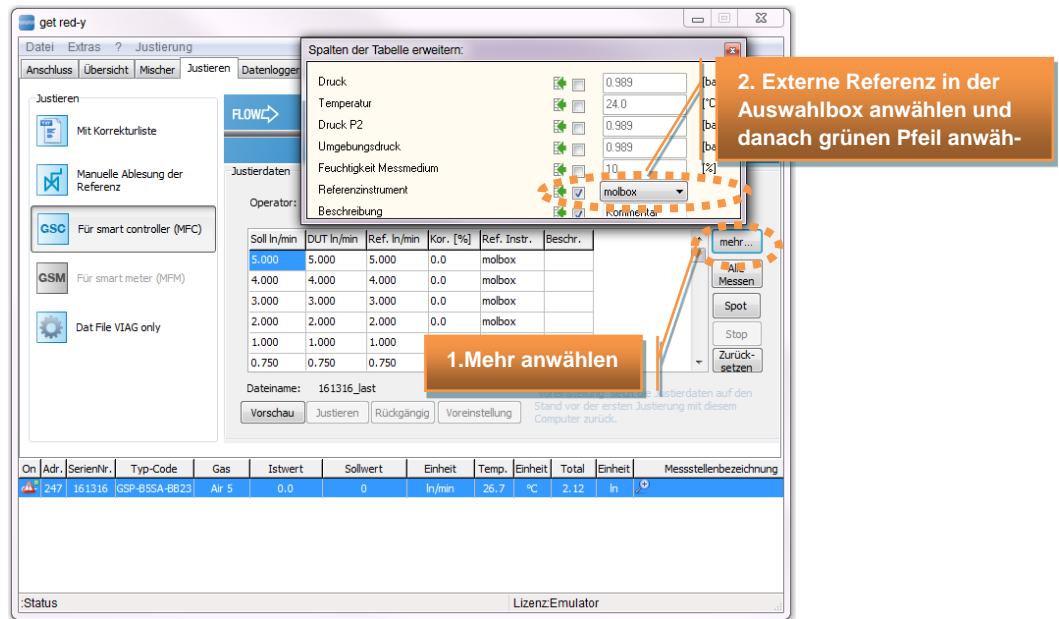 get red-y
Datei Extras ? Justierung
Anschluss Übersicht Mischer Justieren Datenlogger
Spalten der Tabelle erweitern:
Druck 0.989 [ba
Temperatur 24.0 [°C
Druck P2 0.989 [ba
Umgebungsdruck 0.989 [ba
Feuchtigkeit Messmedium 10 [%]
Referenzinstrument molbox
Beschreibung Kommentar
2. Externe Referenz in der
Auswahlbox anwählen und
danach grünen Pfeil anwäh-
Justieren
Mit Korrekturliste
Manuelle Ablesung der
Referenz
GSC Für smart controller (MFC)
GSM Für smart meter (MFM)
Dat File VIAG only
FLOW
Justierdaten
Operator:
Soll ln/min DUT ln/min Ref. ln/min Kor. [%] Ref. Instr. Beschr.
5.000 5.000 5.000 0.0 molbox
4.000 4.000 4.000 0.0 molbox
3.000 3.000 3.000 0.0 molbox
2.000 2.000 2.000 0.0 molbox
1.000 1.000 1.000
0.750 0.750 0.750
mehr...
Alle
Messen
Spot
Stop
Zurück-
setzen
1.Mehr anwählen
Dateiname: 161316_last
Vorschau Justieren Rückgängig Voreinstellung
Justierdaten auf den
Stand vor der ersten Justierung mit diesem
Computer zurück.
On Adr. SerienNr. Typ-Code Gas Istwert Sollwert Einheit Temp. Einheit Total Einheit Messstellenbezeichnung
247 161316 GSP-B5SA-BB23 Air 5 0.0 0 ln/min 26.7 °C 2.12 ln
:Status Lizenz:Emulator